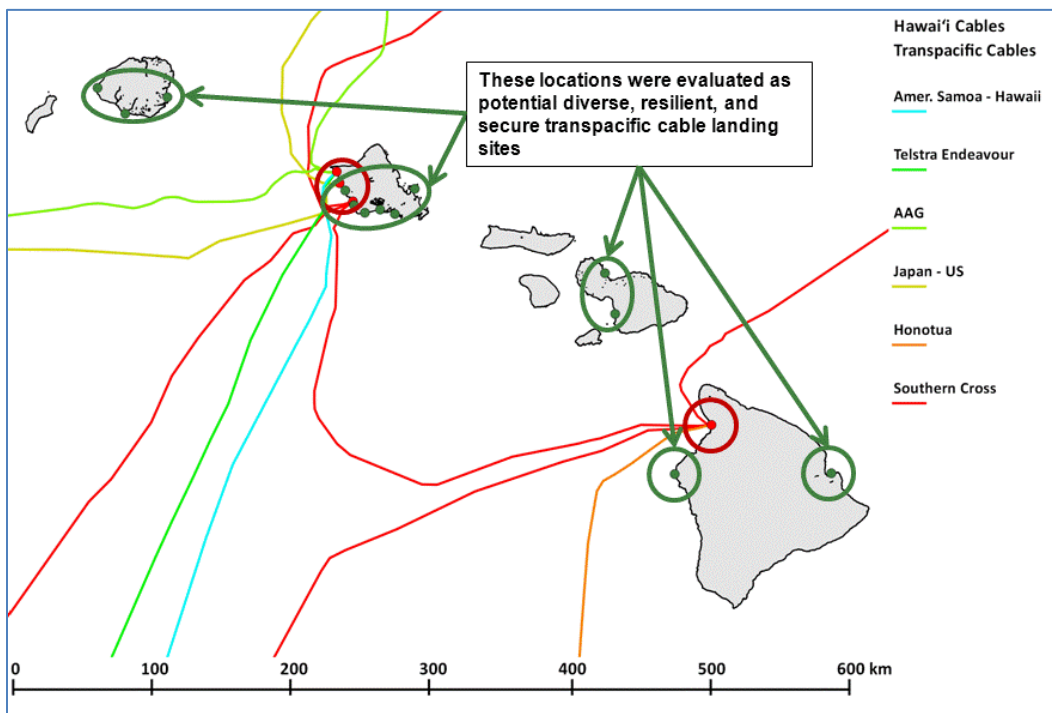 Hawai‘i Cables
Transpacific Cables
These locations were evaluated as
potential diverse, resilient, and
secure transpacific cable landing
sites
Amer. Samoa - Hawaii
Telstra Endeavour
AAG
Japan - US
Honotua
Southern Cross
0 100 200 300 400 500 600 km